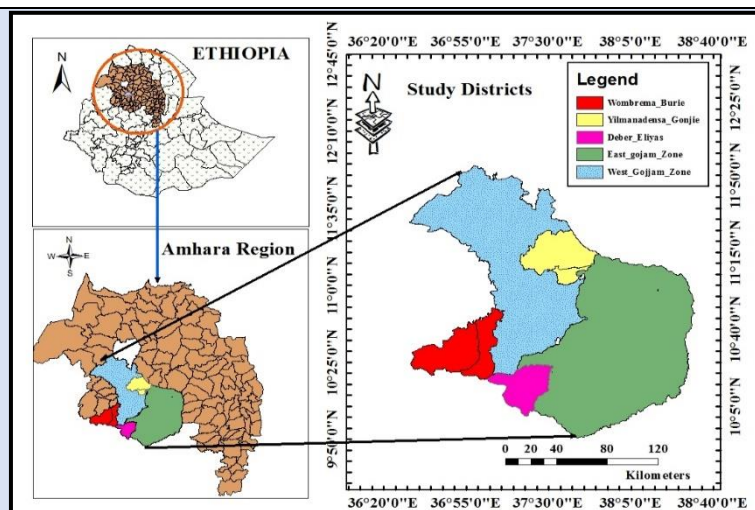 ETHIOPIA
N
Amhara Region
N
W E
S
36°20'0"E 36°55'0"E 37°30'0"E 38°5'0"E 38°40'0"E
Study Districts
N
Legend
Wombrema_Burie
Yilmanadensa_Gonjie
Deber_Eliyas
East_gojam_Zone
West_Gojjam_Zone
12°45'0"N
12°10'0"N
11°35'0"N
11°0'0"N
10°25'0"N
9°50'0"N
12°25'0"N
11°50'0"N
11°15'0"N
10°40'0"N
10°5'0"N
0 20 40 80 120
Kilometers
36°20'0"E 36°55'0"E 37°30'0"E 38°5'0"E 38°40'0"E